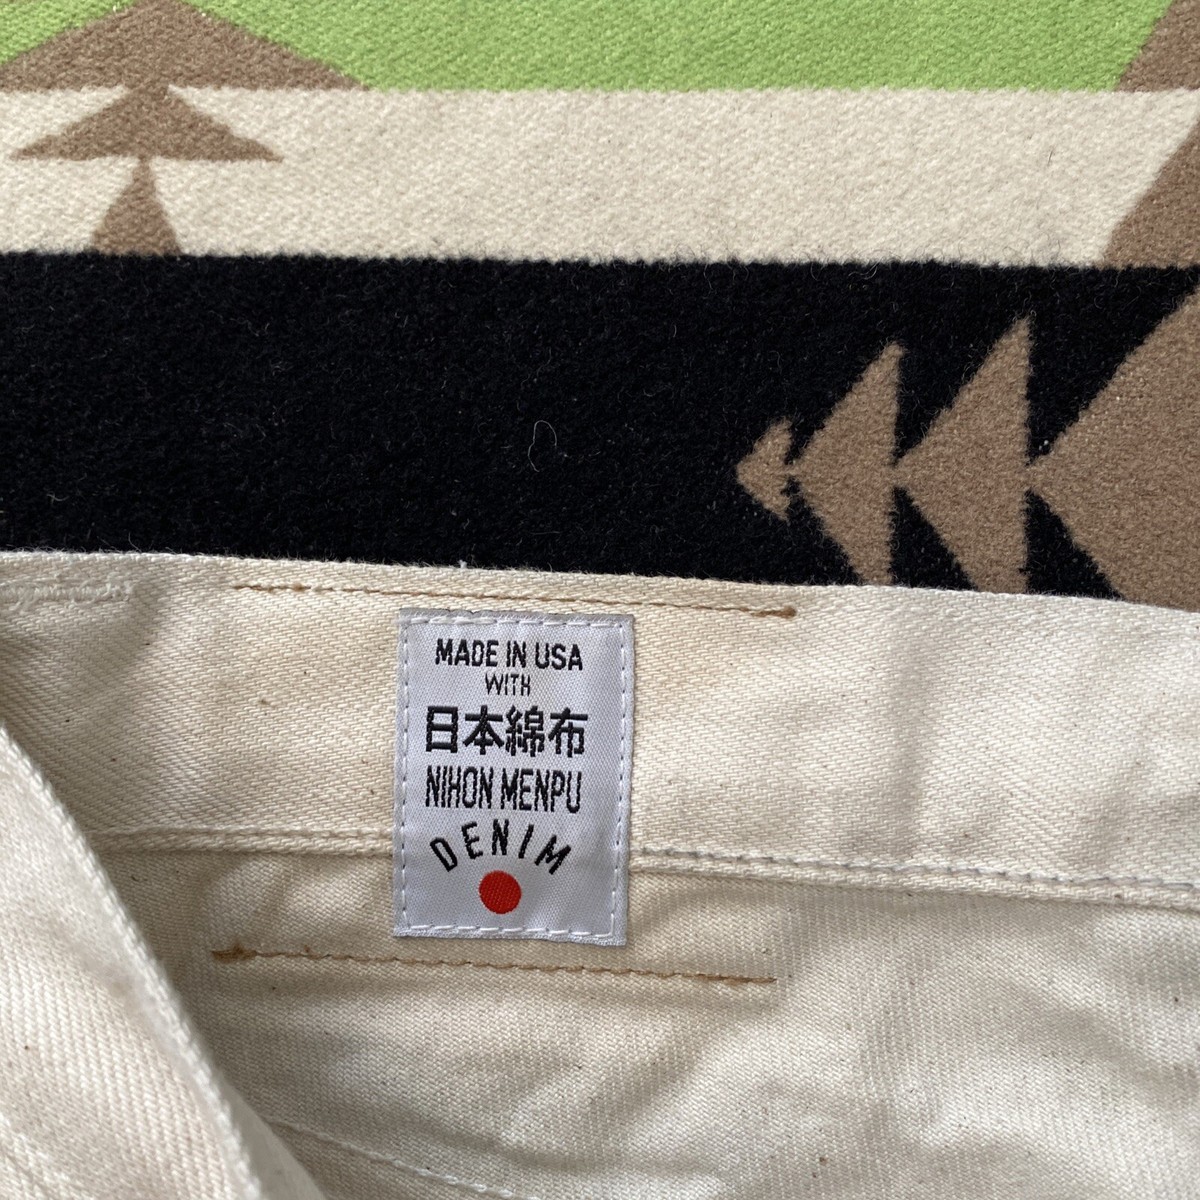 MADE IN USA
WITH
日本綿布
NIHON MENPU
DENIM